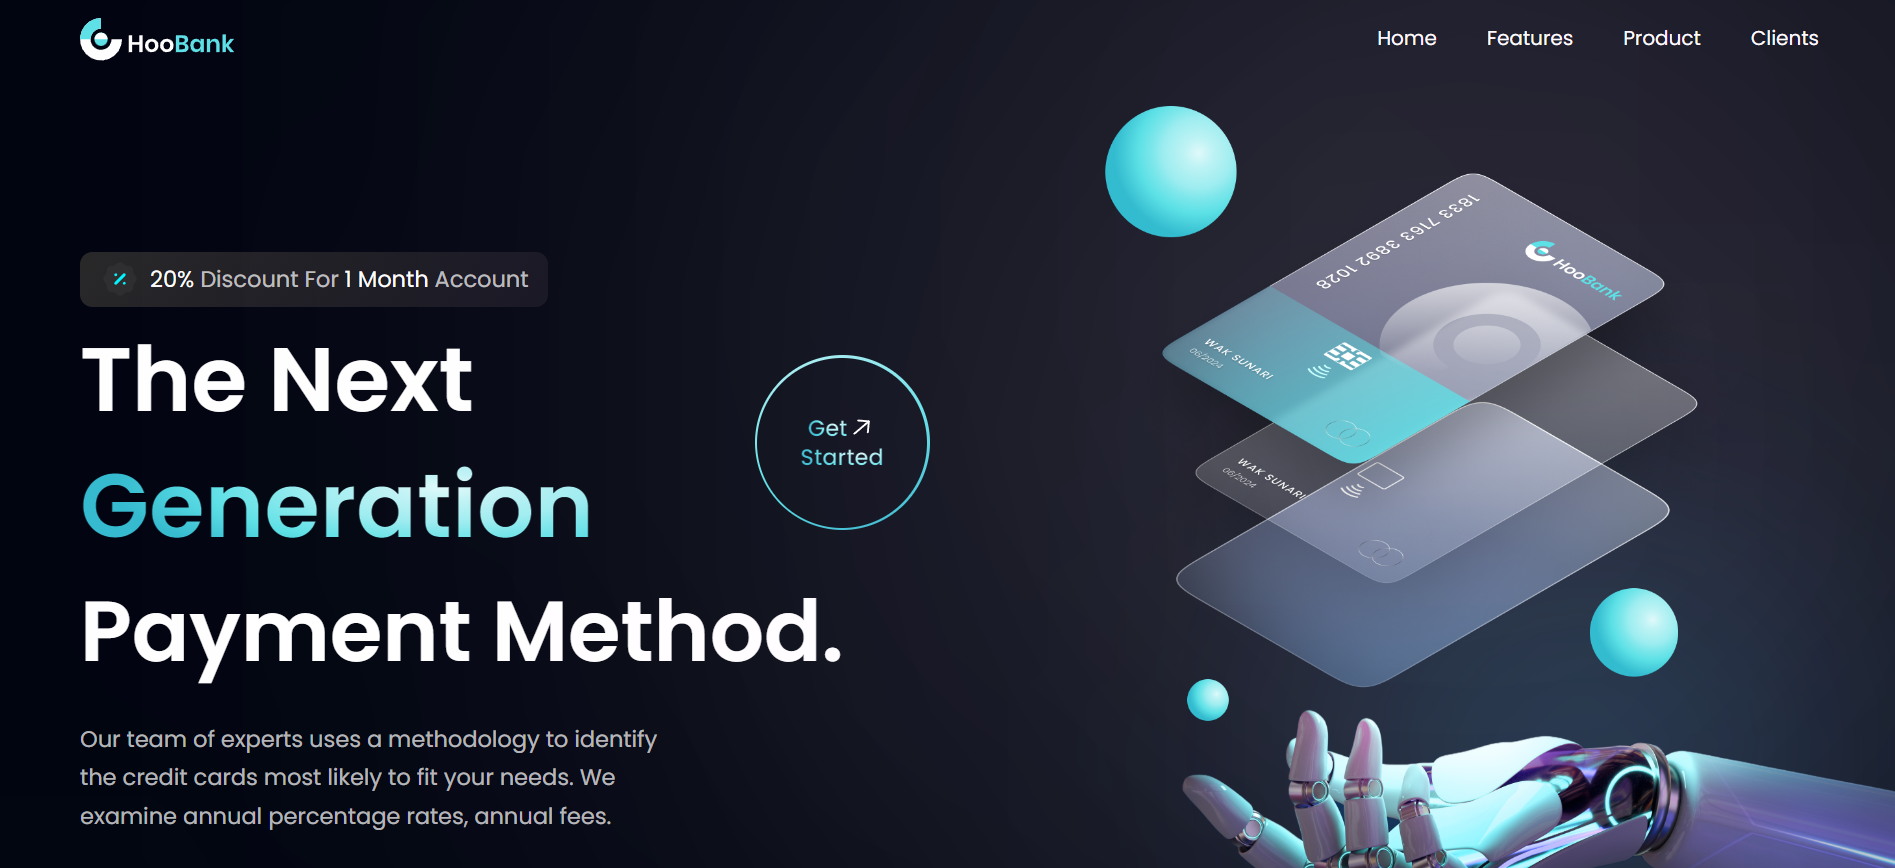 HooBank
Home Features Product Clients
20% Discount For 1 Month Account
The Next
Generation
Payment Method.
Get
Started
Our team of experts uses a methodology to identify
the credit cards most likely to fit your needs. We
examine annual percentage rates, annual fees.
1833 7163 3892 1028
HooBank
WAK SUNARI
06/2024
WAK SUNARI
06/2024